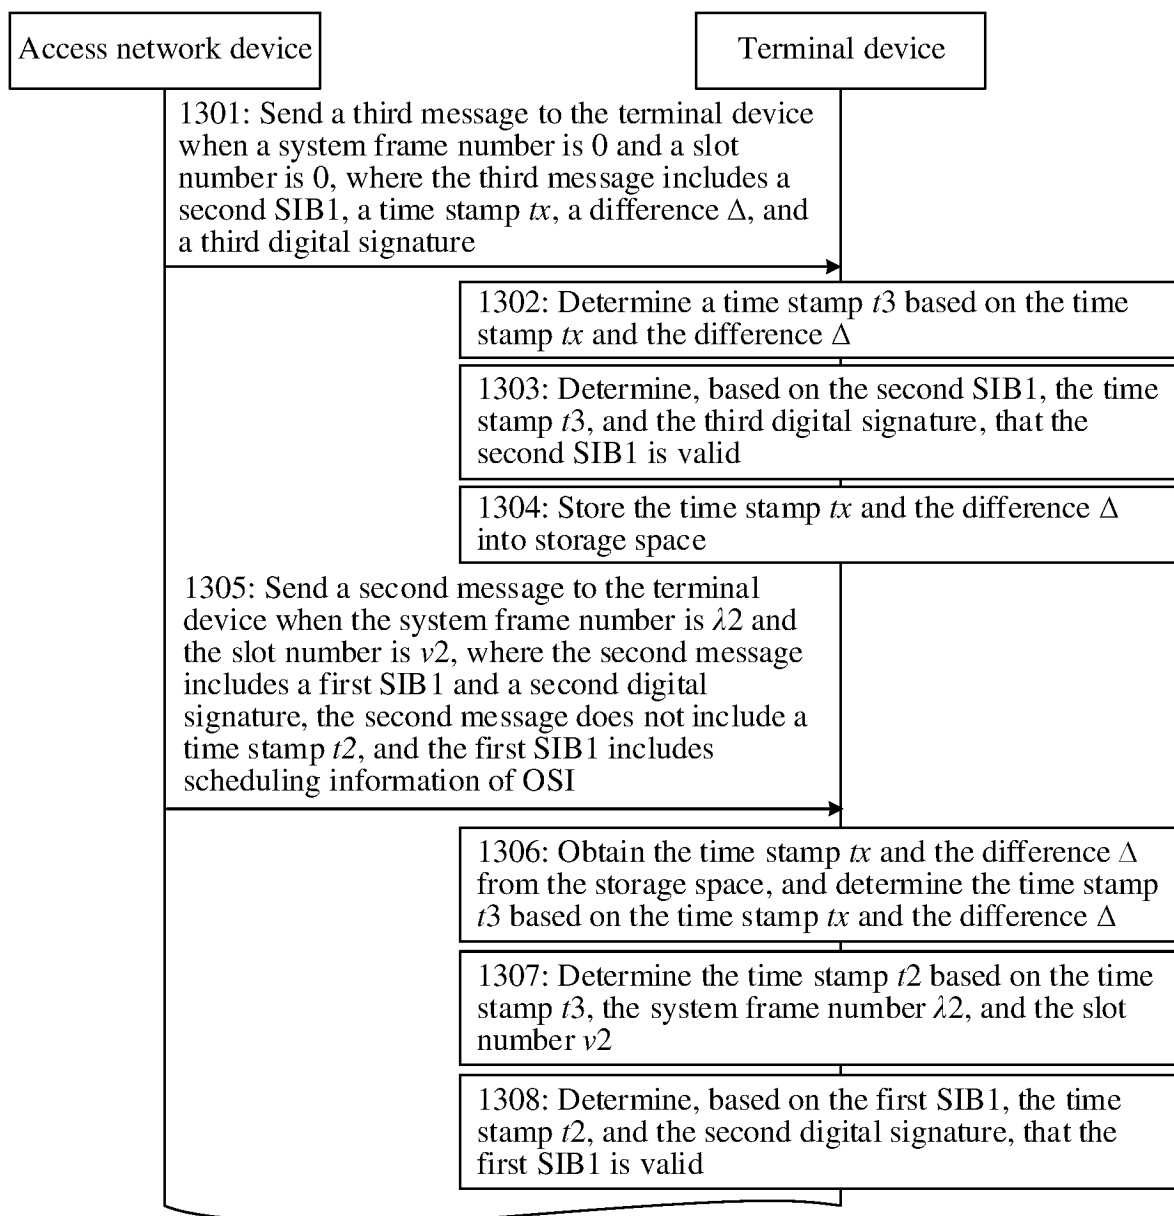 Access network device
Terminal device
1301: Send a third message to the terminal device
when a system frame number is 0 and a slot
number is 0, where the third message includes a
second SIB1, a time stamp tx, a difference Δ, and
a third digital signature
1302: Determine a time stamp t3 based on the time
stamp tx and the difference Δ
1303: Determine, based on the second SIB1, the time
stamp t3, and the third digital signature, that the
second SIB1 is valid
1304: Store the time stamp tx and the difference Δ
into storage space
1305: Send a second message to the terminal
device when the system frame number is λ2 and
the slot number is v2, where the second message
includes a first SIB1 and a second digital
signature, the second message does not include a
time stamp t2, and the first SIB1 includes
scheduling information of OSI
1306: Obtain the time stamp tx and the difference Δ
from the storage space, and determine the time stamp
t3 based on the time stamp tx and the difference Δ
1307: Determine the time stamp t2 based on the time
stamp t3, the system frame number λ2, and the slot
number v2
1308: Determine, based on the first SIB1, the time
stamp t2, and the second digital signature, that the
first SIB1 is valid